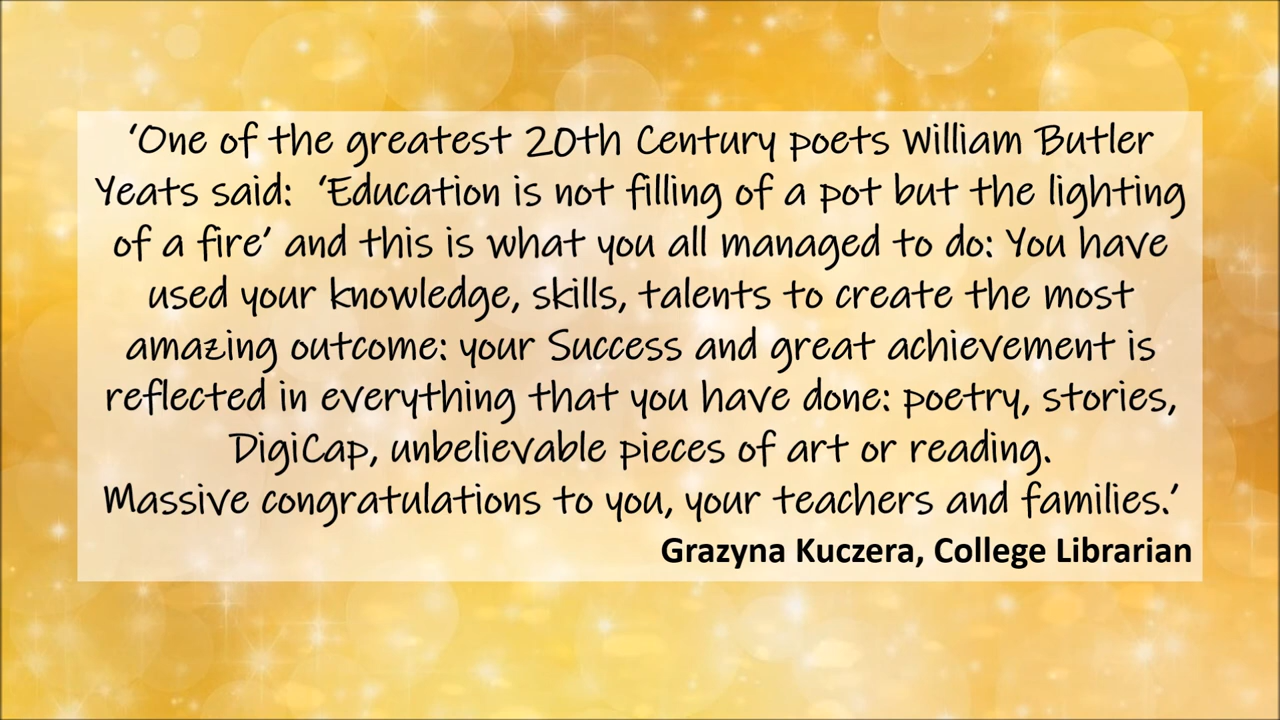 ‘One of the greatest 20th Century poets William Butler
Yeats said:  ‘Education is not filling of a pot but the lighting
of a fire’ and this is what you all managed to do: You have
used your knowledge, skills, talents to create the most
amazing outcome: your Success and great achievement is
reflected in everything that you have done: poetry, stories,
DigiCap, unbelievable pieces of art or reading.
Massive congratulations to you, your teachers and families.’
Grazyna Kuczera, College Librarian